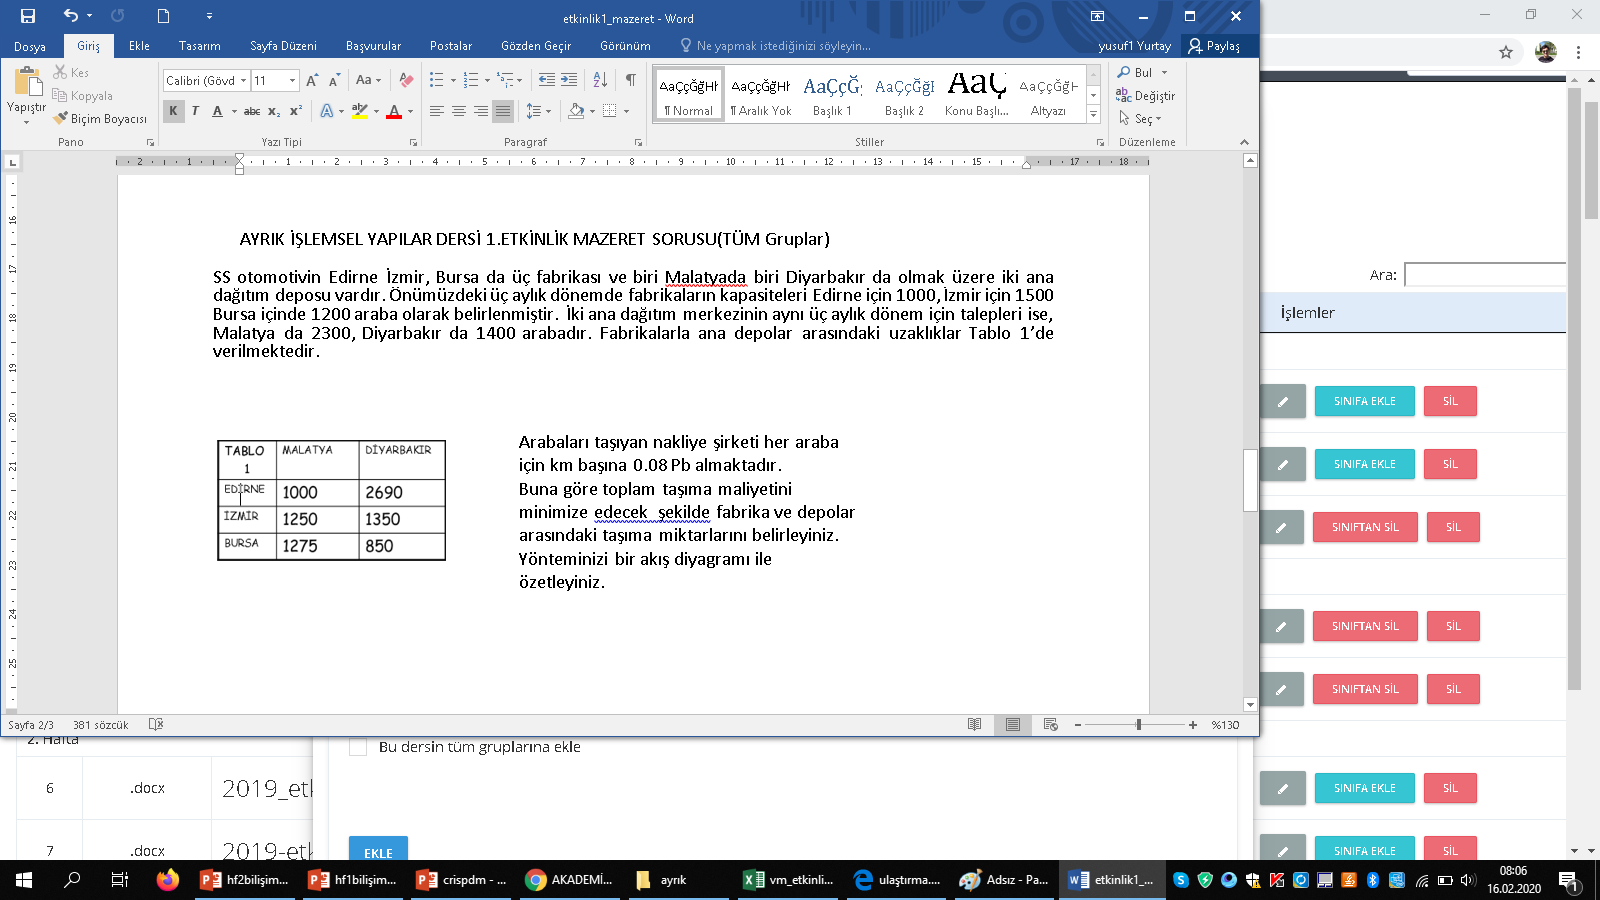 etkinlik1_mazeret - Word
Dosya Giriş Ekle Tasarım Sayfa Düzeni Başvurular Postalar Gözden Geçir Görünüm Ne yapmak istediğinizi söyleyin... yusuf1 Yurtay Paylaş
Yapıştır
Kes
Kopyala
Biçim Boyacısı
Calibri (Gövd 11
Normal
Aralık Yok
Başlık 1
Başlık 2
Konu Başlı...
Altyazı
Bul
Değiştir
Seç
Pano Yazı Tipi Paragraf Stiller Düzenleme
AYRIK İŞLEMSEL YAPILAR DERSİ 1.ETKİNLİK MAZERET SORUSU(TÜM Gruplar)
SS otomotivin Edirne İzmir, Bursa da üç fabrikası ve biri Malatyada biri Diyarbakır da olmak üzere iki ana
dağıtım deposu vardır. Önümüzdeki üç aylık dönemde fabrikaların kapasiteleri Edirne için 1000, İzmir için 1500
Bursa içinde 1200 araba olarak belirlenmiştir. İki ana dağıtım merkezinin aynı üç aylık dönem için talepleri ise,
Malatya da 2300, Diyarbakır da 1400 arabadır. Fabrikalarla ana depolar arasındaki uzaklıklar Tablo 1’de
verilmektedir.
TABLO 1 MALATYA DİYARBAKIR
EDİRNE 1000 2690
İZMİR 1250 1350
BURSA 1275 850
Arabaları taşıyan nakliye şirketi her araba
için km başına 0.08 Pb almaktadır.
Buna göre toplam taşıma maliyetini
minimize edecek şekilde fabrika ve depolar
arasındaki taşıma miktarlarını belirleyiniz.
Yönteminizi bir akış diyagramı ile
özetleyiniz.
Sayfa 2/3 381 sözcük %130
Ara:
İşlemler
SINIFA EKLE SİL
SINIFA EKLE SİL
SINIFTAN SİL SİL
SINIFTAN SİL SİL
SINIFTAN SİL SİL
2. Hafta
Bu dersin tüm gruplarına ekle
6 .docx 2019_etk
SINIFA EKLE SİL
7 .docx 2019-etk
EKLE
SINIFA EKLE SİL
hf2bilişim... hf1bilişim... crispdm - ... AKADEMİ... ayrık vm_etkinli... ulaştırma.... Adsız - Pa... etkinlik1_...
08:06
16.02.2020
1